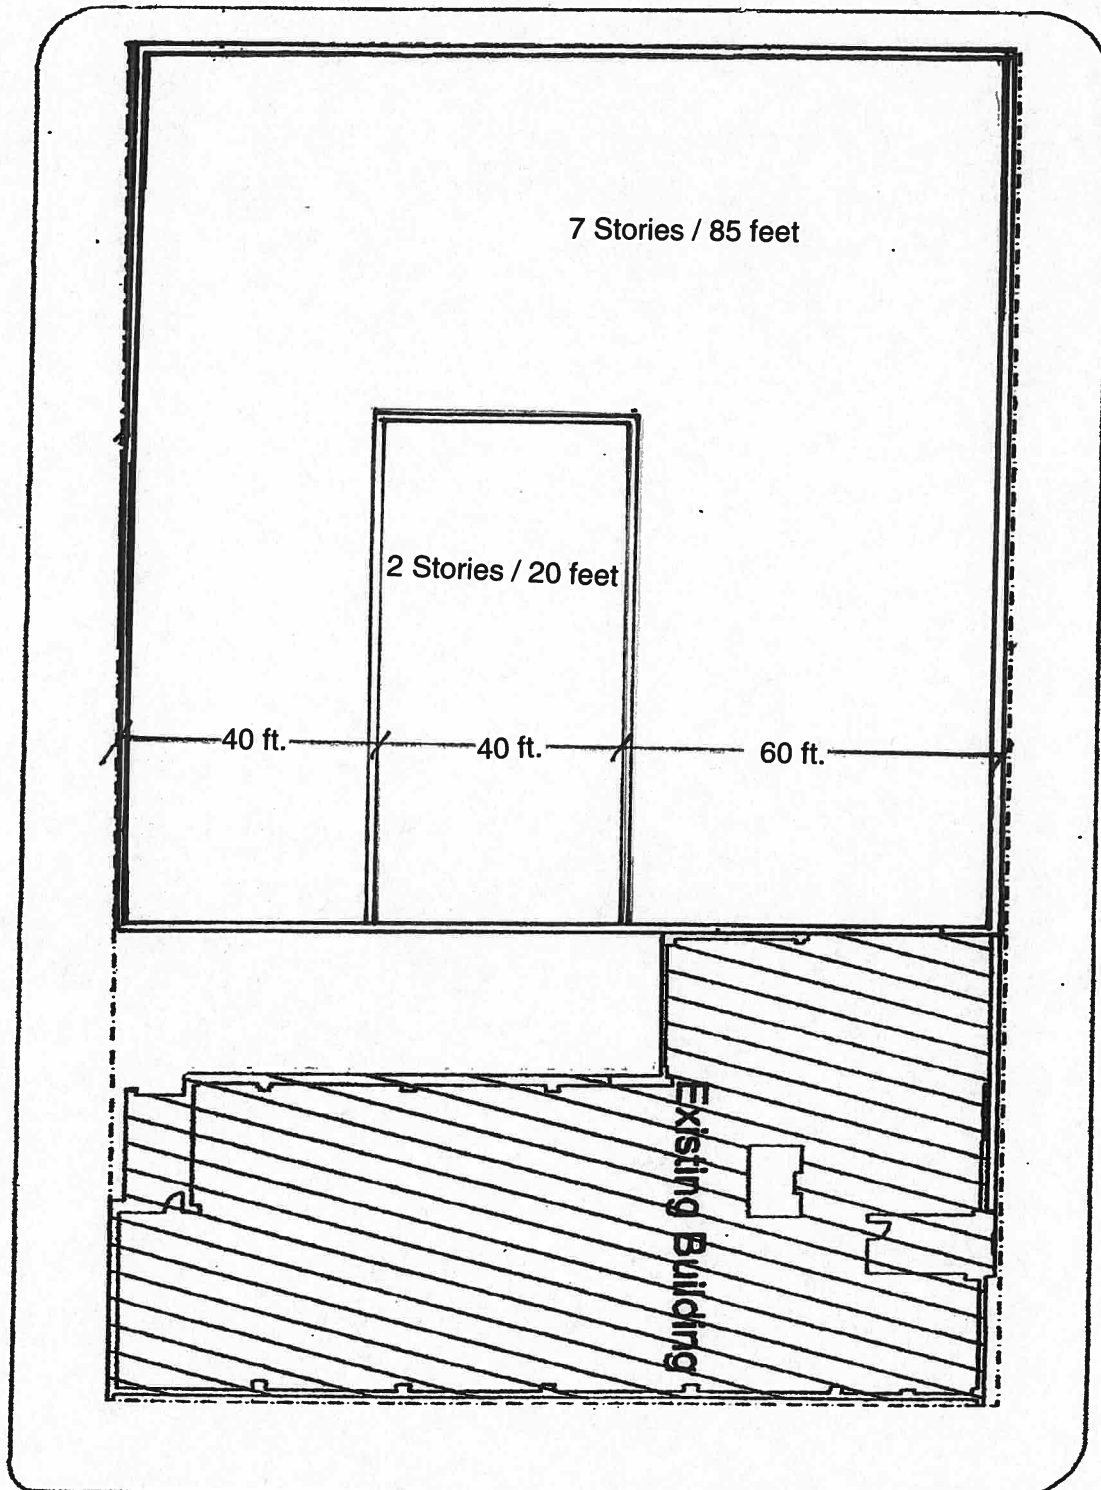 7 Stories / 85 feet
2 Stories / 20 feet
40 ft.
40 ft.
60 ft.
Existing Building